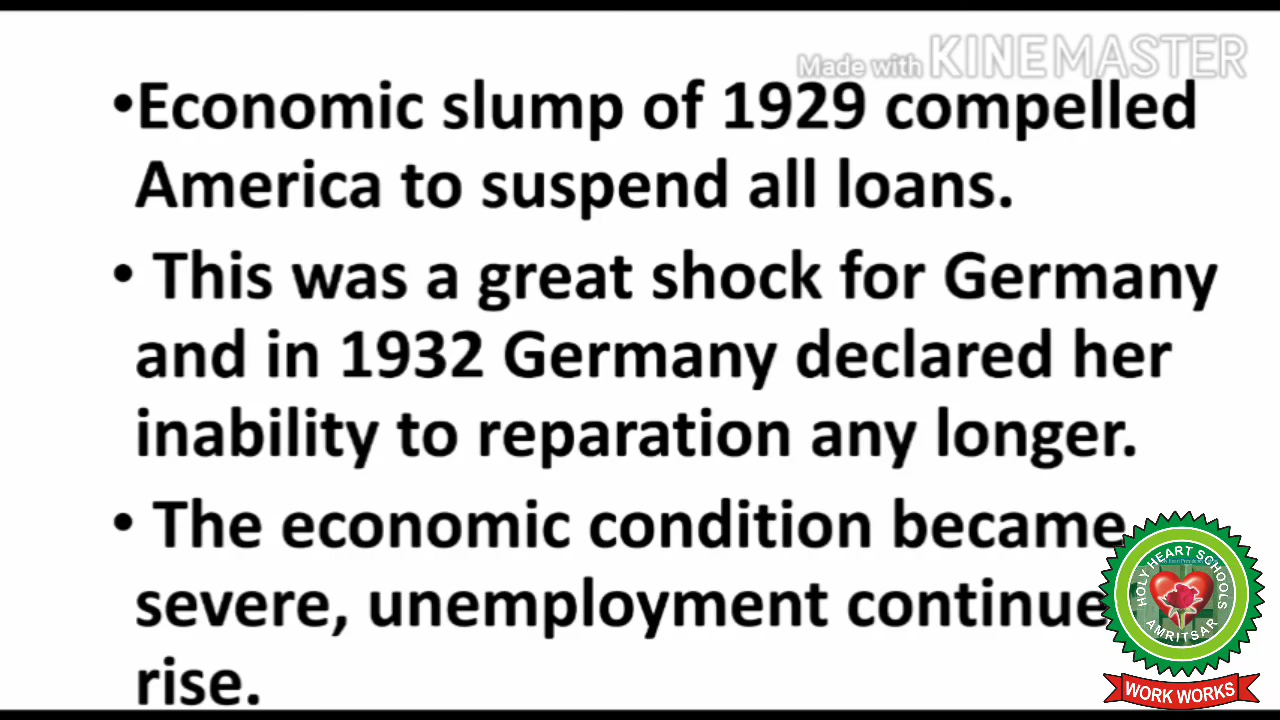 Made with KINEMASTER
•Economic slump of 1929 compelled
America to suspend all loans.
• This was a great shock for Germany
and in 1932 Germany declared her
inability to reparation any longer.
• The economic condition became
severe, unemployment continue
rise.
HOLY HEART SCHOOLS
AMRITSAR
WORK WORKS